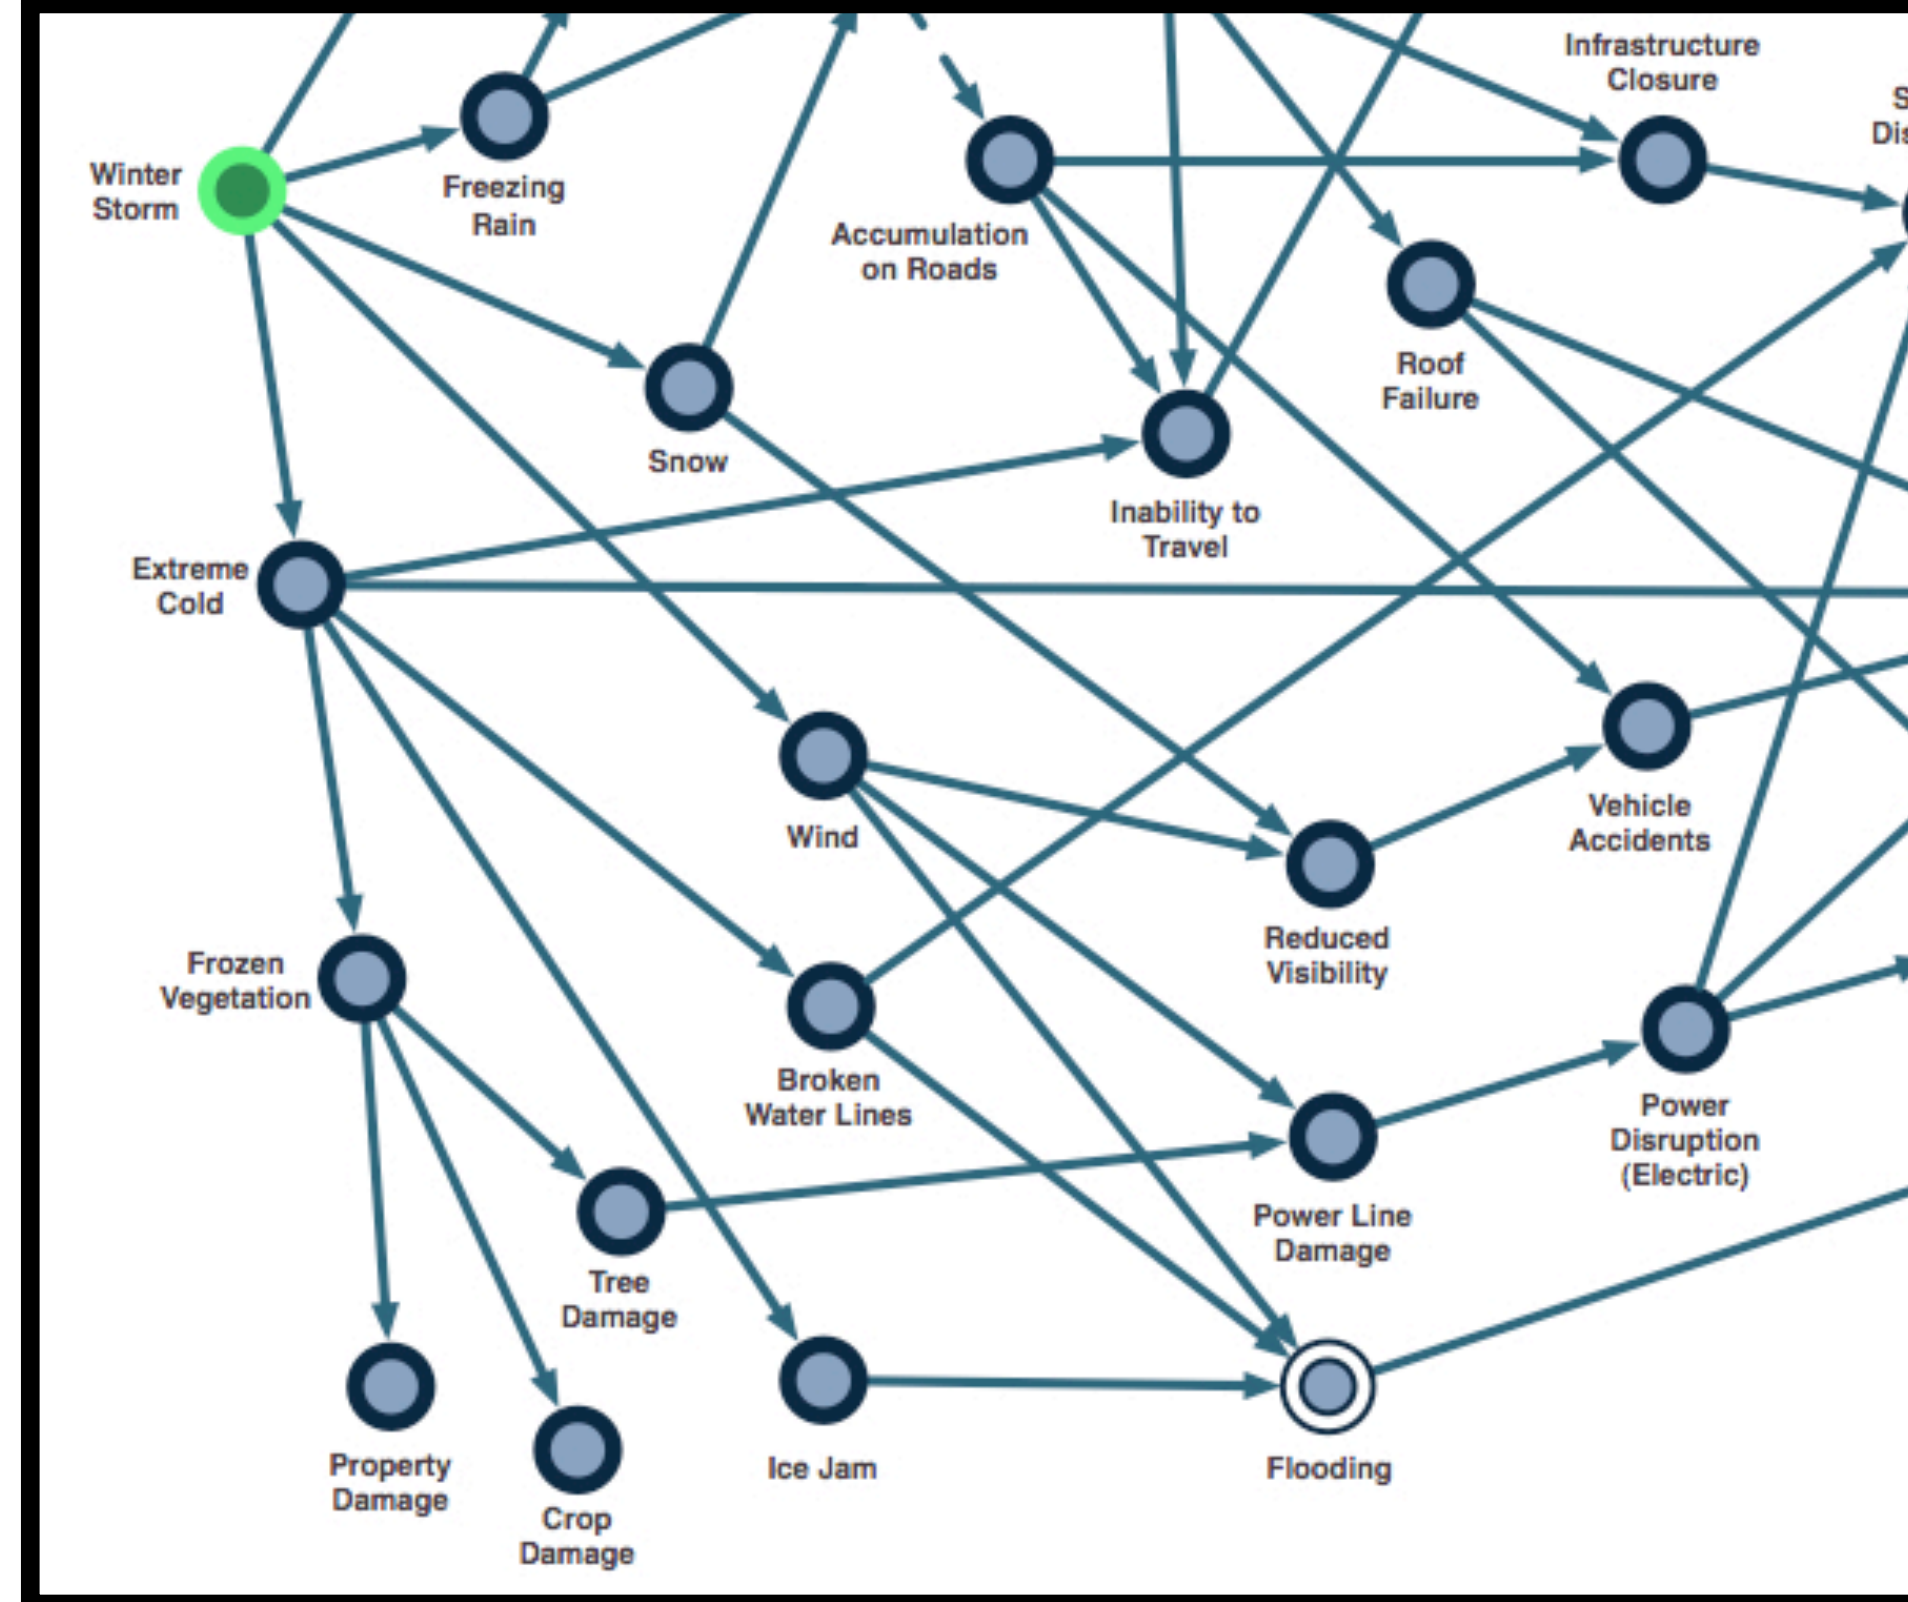 Infrastructure
Closure
Winter
Storm
Freezing
Rain
Accumulation
on Roads
Roof
Failure
Snow
Inability to
Travel
Extreme
Cold
Wind
Vehicle
Accidents
Reduced
Visibility
Frozen
Vegetation
Broken
Water Lines
Power
Disruption
(Electric)
Power Line
Damage
Tree
Damage
Property
Damage
Crop
Damage
Ice Jam
Flooding